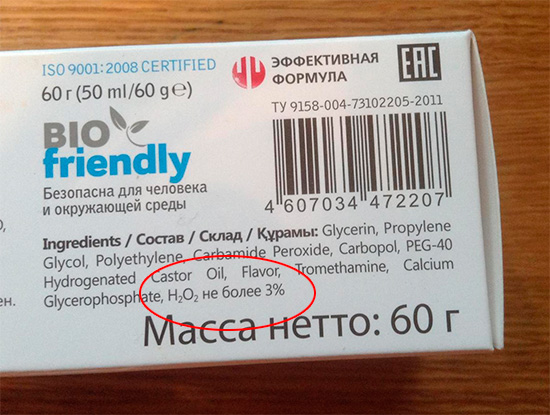 ISO 9001:2008 CERTIFIED
60 г (50 ml/60 g℮)
ЭФФЕКТИВНАЯ
ФОРМУЛА
EAC
ТУ 9158-004-73102205-2011
BIO
friendly
Безопасна для человека
и окружающей среды
4 607034 472207
Ingredients / Состав / Склад / Құрамы: Glycerin, Propylene
Glycol, Polyethylene, Carbamide Peroxide, Carbopol, PEG-40
Hydrogenated Castor Oil, Flavor, Tromethamine, Calcium
Glycerophosphate, H₂O₂ не более 3%
Масса нетто: 60 г